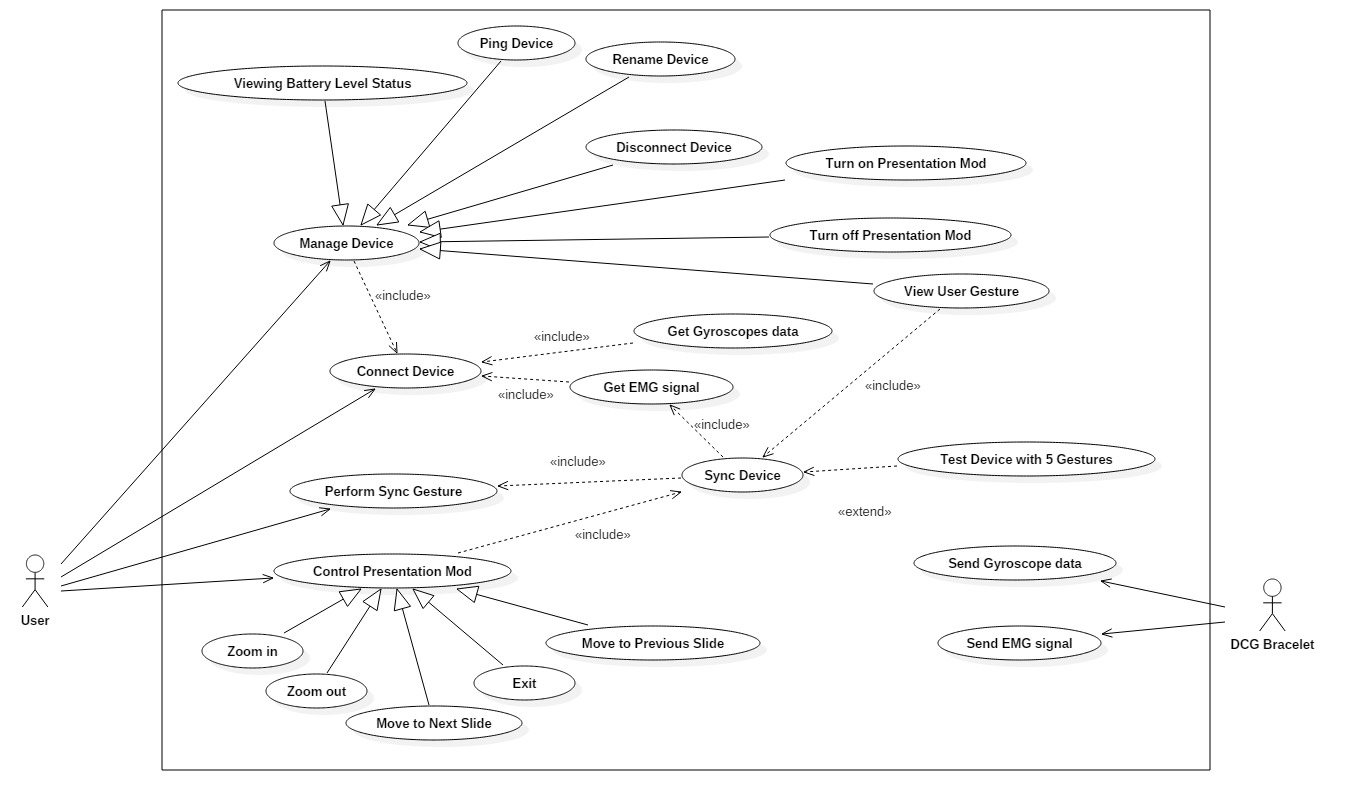 Ping Device
Rename Device
Viewing Battery Level Status
Disconnect Device
Turn on Presentation Mod
Turn off Presentation Mod
Manage Device
View User Gesture
«include»
Get Gyroscopes data
«include»
Connect Device
Get EMG signal
«include»
«include»
«include»
Test Device with 5 Gestures
«include»
Sync Device
Perform Sync Gesture
«extend»
«include»
Send Gyroscope data
Control Presentation Mod
User
Move to Previous Slide
Send EMG signal
DCG Bracelet
Zoom in
Exit
Zoom out
Move to Next Slide